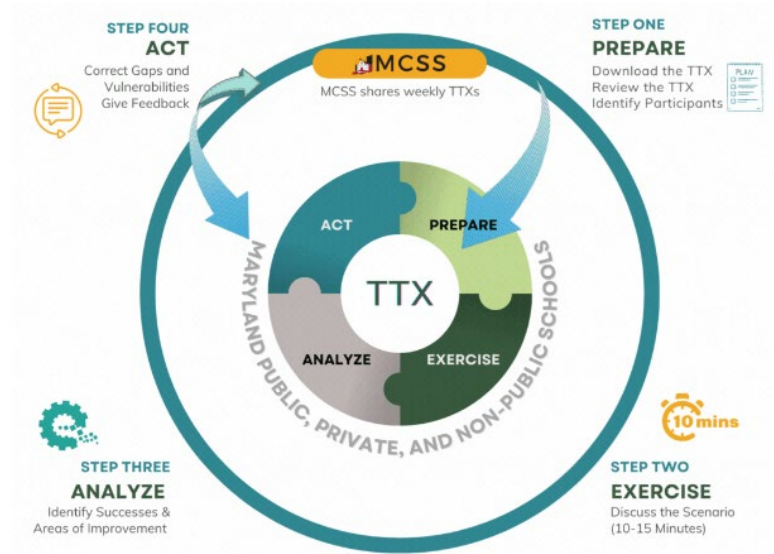 STEP FOUR
ACT
Correct Gaps and
Vulnerabilities
Give Feedback
MCSS
MCSS shares weekly TTXs
STEP ONE
PREPARE
Download the TTX
Review the TTX
Identify Participants
PLAN
ACT
PREPARE
TTX
ANALYZE
EXERCISE
MARYLAND PUBLIC, PRIVATE, AND NON-PUBLIC SCHOOLS
10 mins
STEP THREE
ANALYZE
Identify Successes &
Areas of Improvement
STEP TWO
EXERCISE
Discuss the Scenario
(10-15 Minutes)